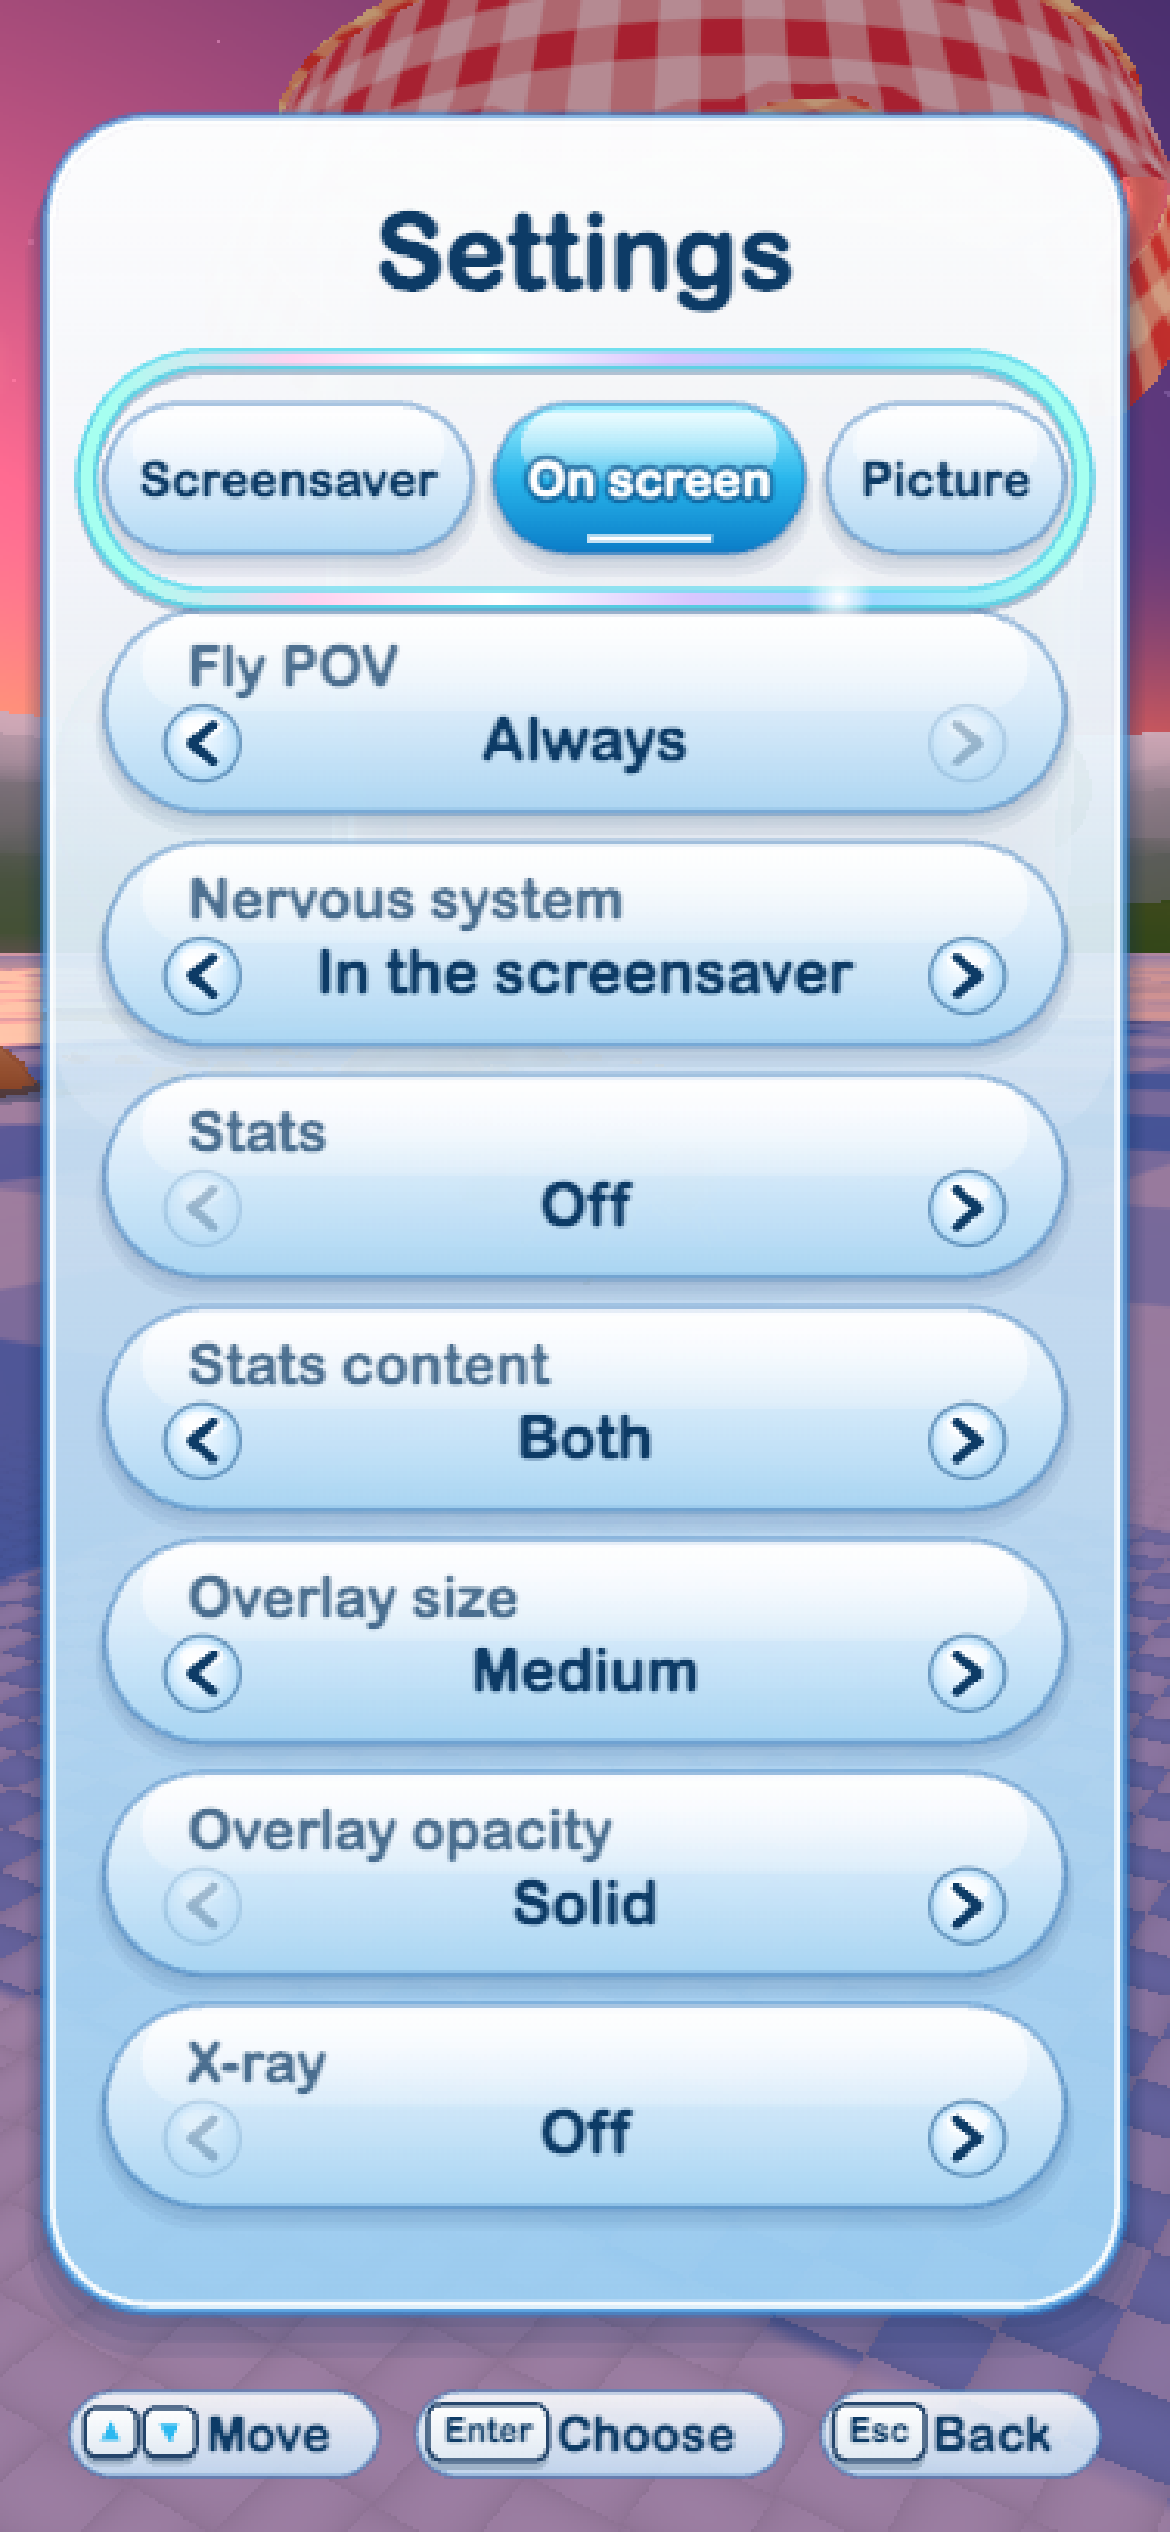 Settings
Screensaver On screen Picture
Fly POV
Always
Nervous system
In the screensaver
Stats
Off
Stats content
Both
Overlay size
Medium
Overlay opacity
Solid
X-ray
Off
Move Enter Choose Esc Back